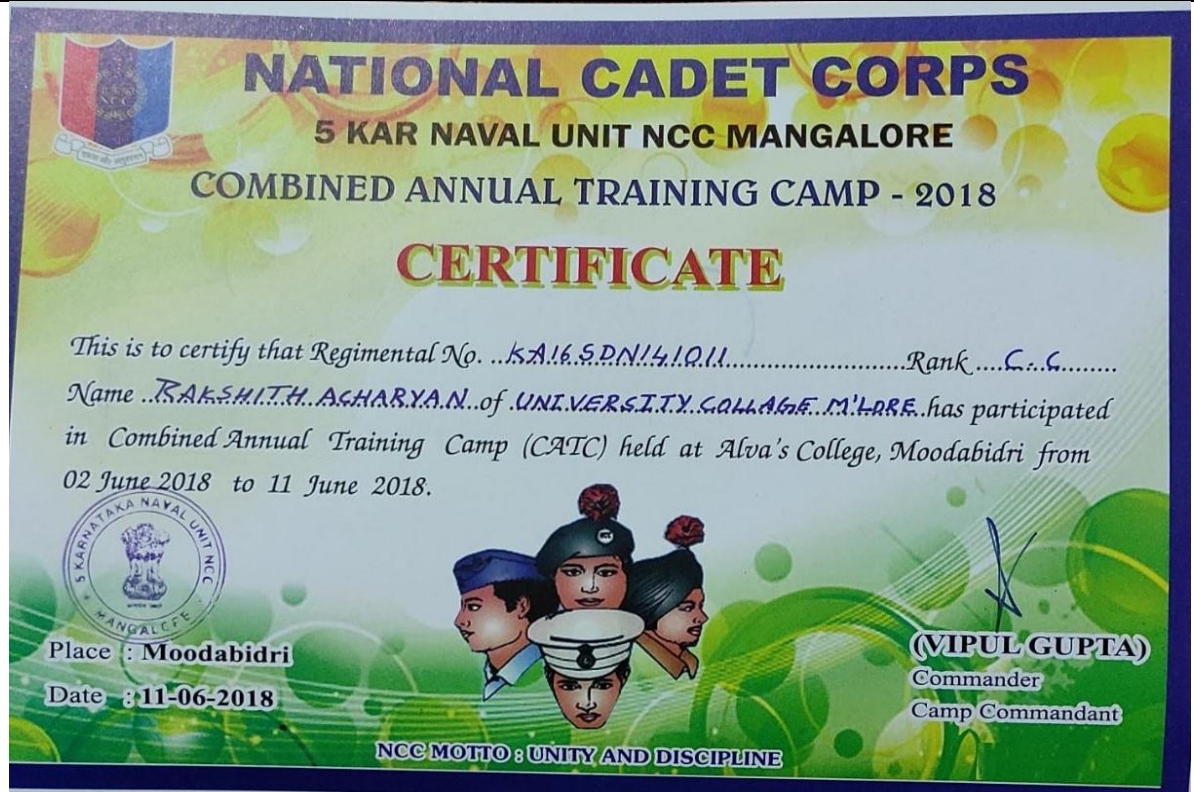 NATIONAL CADET CORPS
5 KAR NAVAL UNIT NCC MANGALORE
COMBINED ANNUAL TRAINING CAMP - 2018
CERTIFICATE
This is to certify that Regimental No. KA16SDN141011 Rank C.C
Name RAKSHITH ACHARYAN of UNIVERSITY COLLAGE M'LORE has participated
in Combined Annual Training Camp (CATC) held at Alva's College, Moodabidri from
02 June 2018 to 11 June 2018.
5 KARNATAKA NAVAL UNIT NCC
MANGALORE
Place : Moodabidri
Date : 11-06-2018
(VIPUL GUPTA)
Commander
Camp Commandant
NCC MOTTO : UNITY AND DISCIPLINE